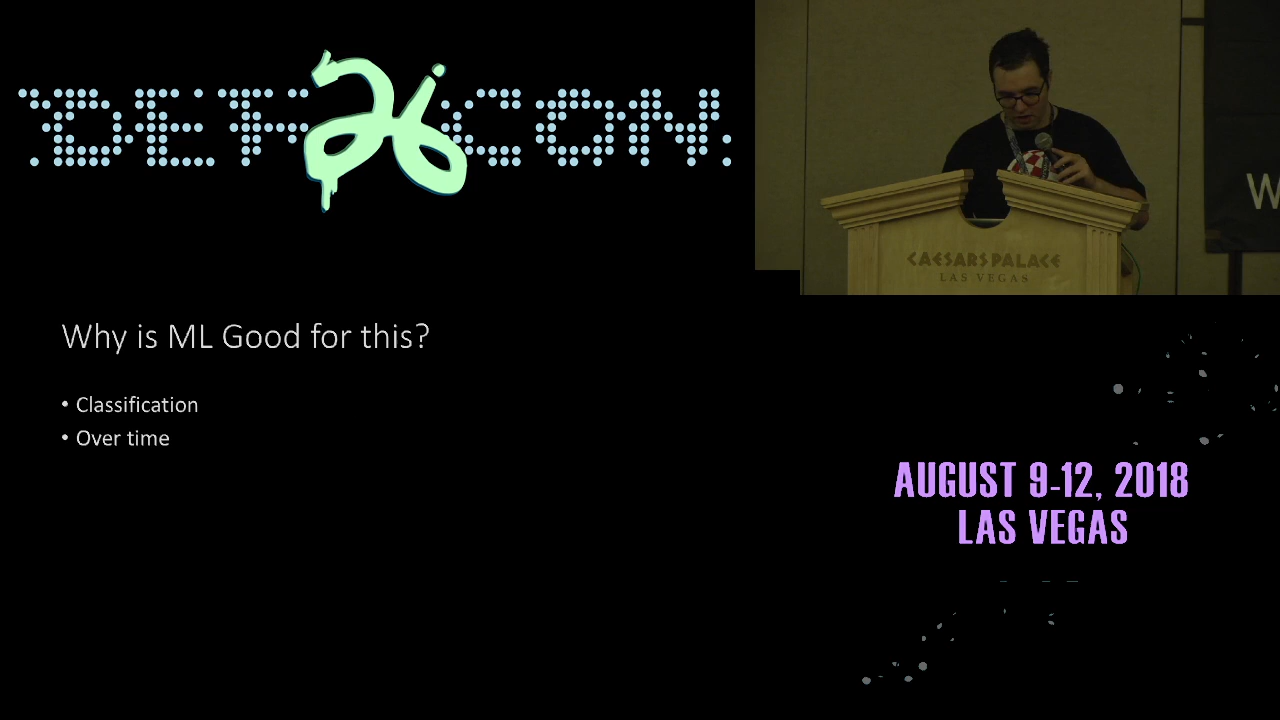 DEF 26 CON.
CAESARS PALACE
LAS VEGAS
W
Why is ML Good for this?
• Classification
• Over time
AUGUST 9-12, 2018
LAS VEGAS